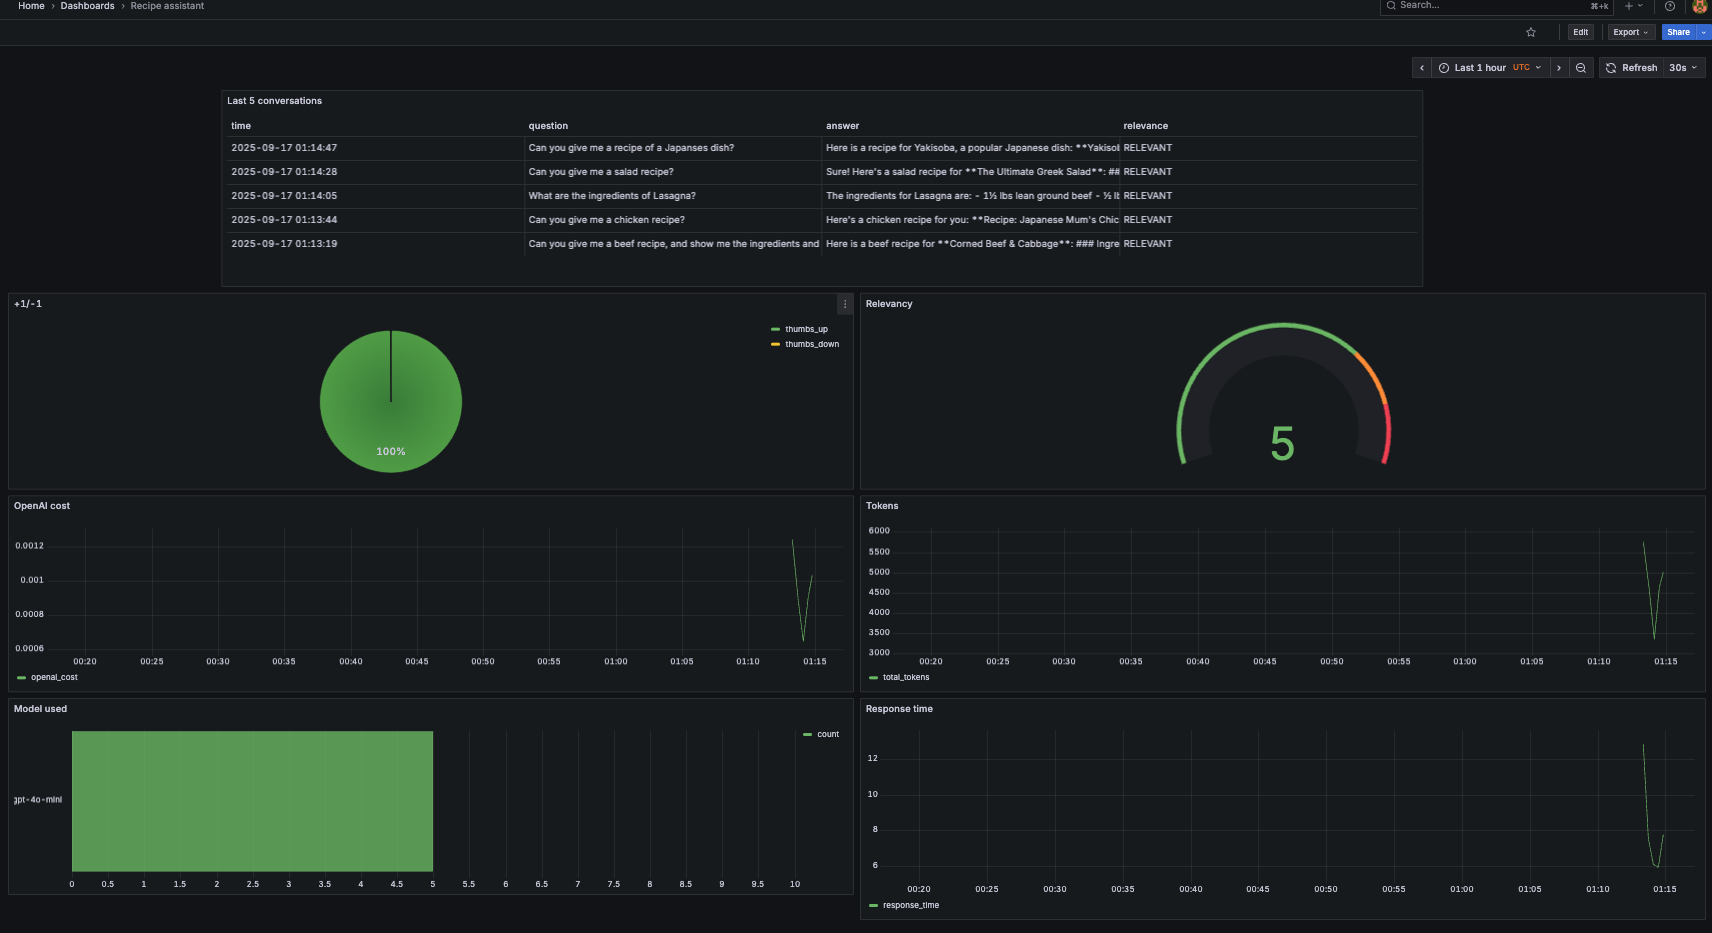 Home › Dashboards › Recipe assistant
Search... ⌘+k
Edit Export Share
Last 1 hour UTC Refresh 30s
Last 5 conversations
time question answer relevance
2025-09-17 01:14:47 Can you give me a recipe of a Japanses dish? Here is a recipe for Yakisoba, a popular Japanese dish: **Yakisol RELEVANT
2025-09-17 01:14:28 Can you give me a salad recipe? Sure! Here's a salad recipe for **The Ultimate Greek Salad**: ## RELEVANT
2025-09-17 01:14:05 What are the ingredients of Lasagna? The ingredients for Lasagna are: - 1½ lbs lean ground beef - ½ lb RELEVANT
2025-09-17 01:13:44 Can you give me a chicken recipe? Here's a chicken recipe for you: **Recipe: Japanese Mum's Chic RELEVANT
2025-09-17 01:13:19 Can you give me a beef recipe, and show me the ingredients and Here is a beef recipe for **Corned Beef & Cabbage**: ### Ingre RELEVANT
+1/-1
thumbs_up
thumbs_down
100%
Relevancy
5
OpenAI cost
0.0012
0.001
0.0008
0.0006
00:20 00:25 00:30 00:35 00:40 00:45 00:50 00:55 01:00 01:05 01:10 01:15
openai_cost
Tokens
6000
5500
5000
4500
4000
3500
3000
00:20 00:25 00:30 00:35 00:40 00:45 00:50 00:55 01:00 01:05 01:10 01:15
total_tokens
Model used
count
gpt-4o-mini
0 0.5 1 1.5 2 2.5 3 3.5 4 4.5 5 5.5 6 6.5 7 7.5 8 8.5 9 9.5 10
Response time
12
10
8
6
00:20 00:25 00:30 00:35 00:40 00:45 00:50 00:55 01:00 01:05 01:10 01:15
response_time